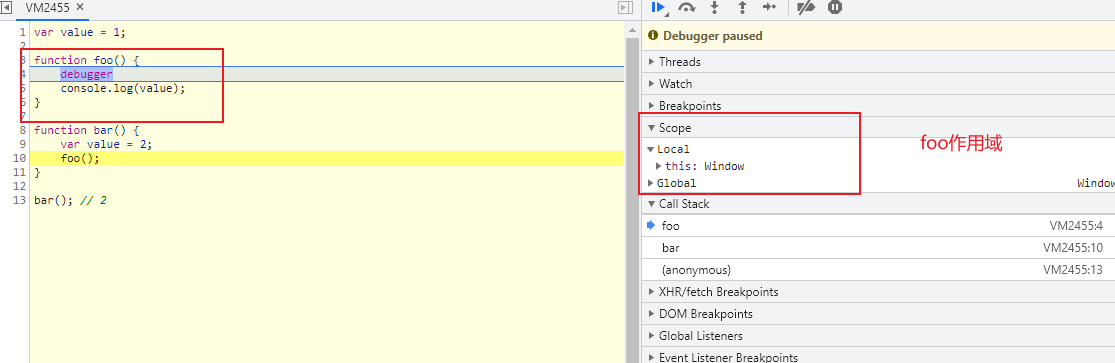 VM2455 ×
1 var value = 1;
2
3 function foo() {
4 debugger
5 console.log(value);
6 }
7
8 function bar() {
9 var value = 2;
10 foo();
11 }
12
13 bar(); // 2
Debugger paused
Threads
Watch
Breakpoints
Scope
Local
this: Window
Global Window
foo作用域
Call Stack
foo VM2455:4
bar VM2455:10
(anonymous) VM2455:13
XHR/fetch Breakpoints
DOM Breakpoints
Global Listeners
Event Listener Breakpoints